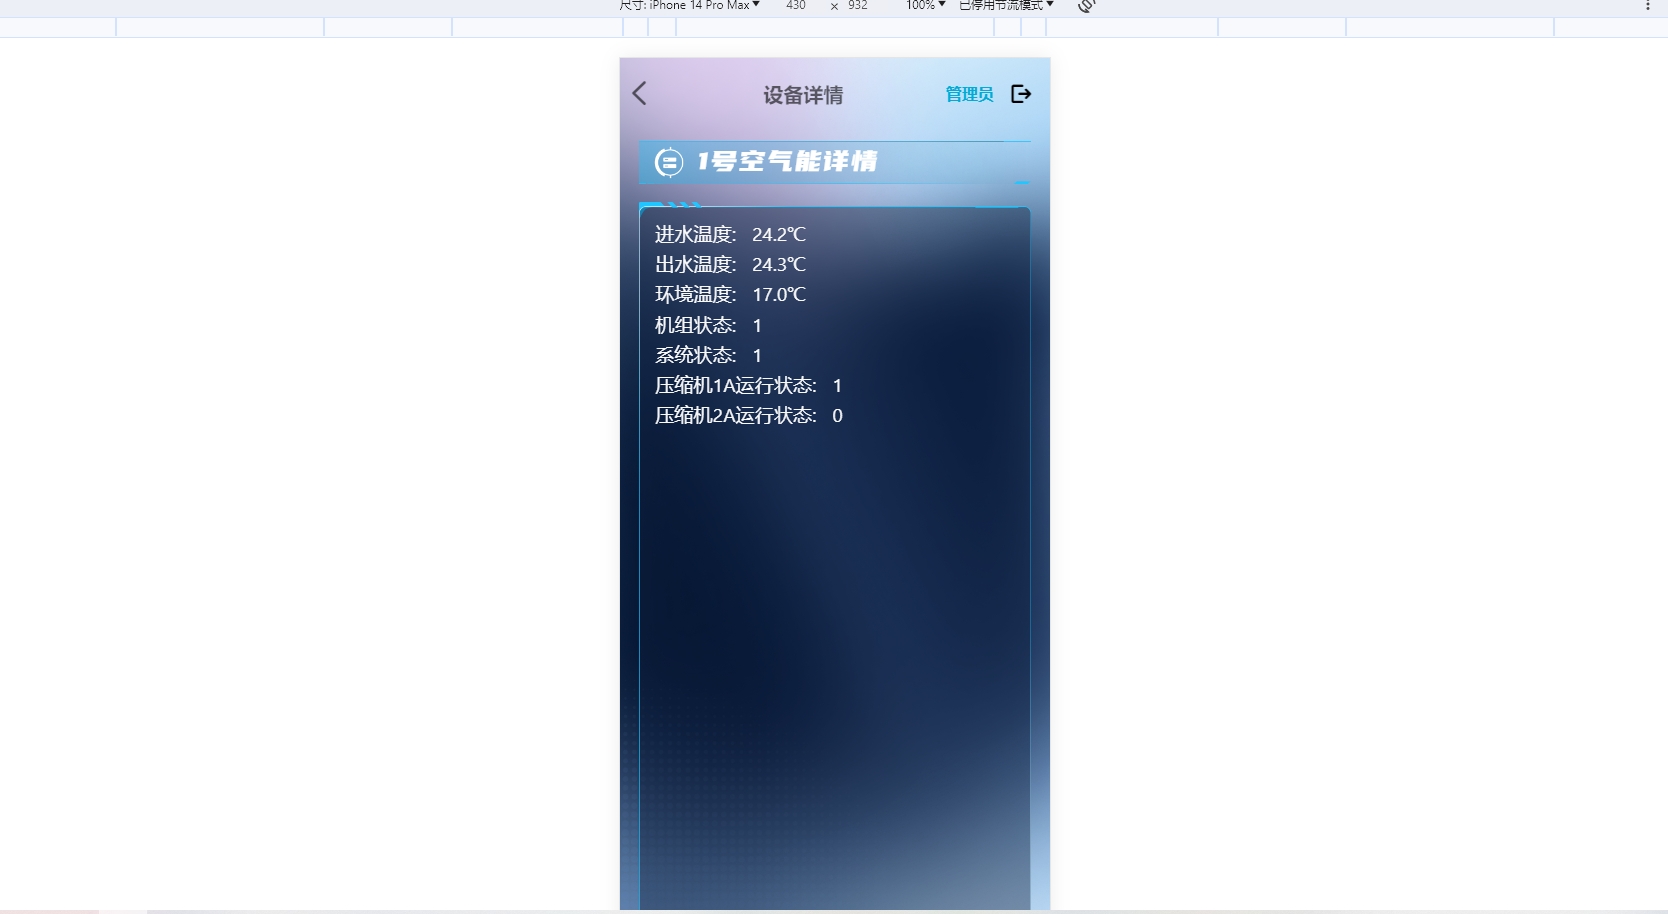 尺寸: iPhone 14 Pro Max 430 × 932 100% 已停用节流模式
设备详情 管理员
1号空气能详情
进水温度: 24.2℃
出水温度: 24.3℃
环境温度: 17.0℃
机组状态: 1
系统状态: 1
压缩机1A运行状态: 1
压缩机2A运行状态: 0